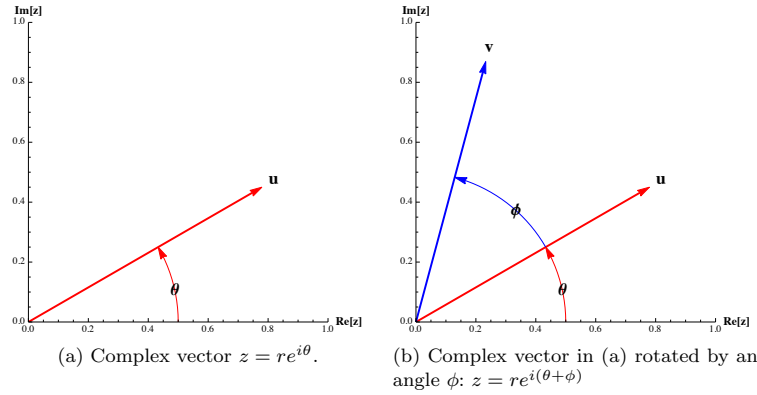 Im[z]
1.0
0.8
0.6
0.4
0.2
0.0
0.0
0.2
0.4
0.6
0.8
1.0
Re[z]
u
θ
(a) Complex vector z = re^{iθ}.
Im[z]
1.0
0.8
0.6
0.4
0.2
0.0
0.0
0.2
0.4
0.6
0.8
1.0
Re[z]
v
u
ϕ
θ
(b) Complex vector in (a) rotated by an
angle ϕ: z = re^{i(θ+ϕ)}